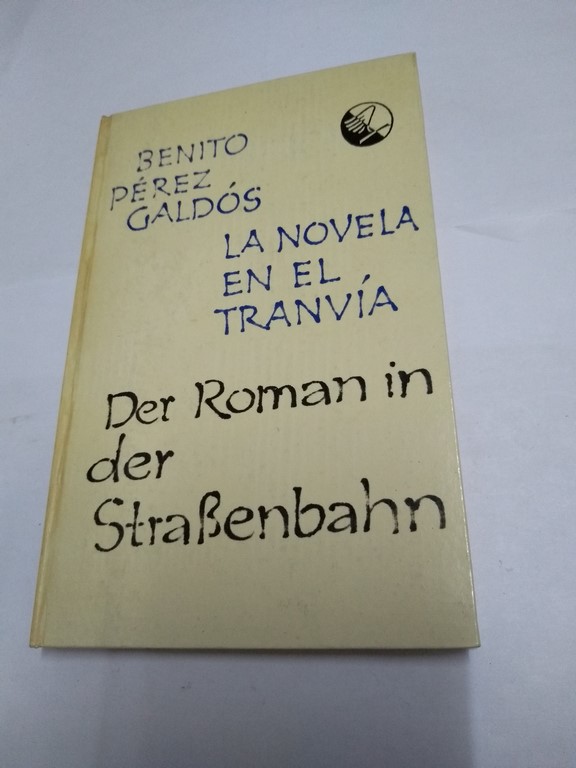 BENITO
PÉREZ
GALDÓS
LA NOVELA
EN EL
TRANVÍA
Der Roman in
der
Straßenbahn